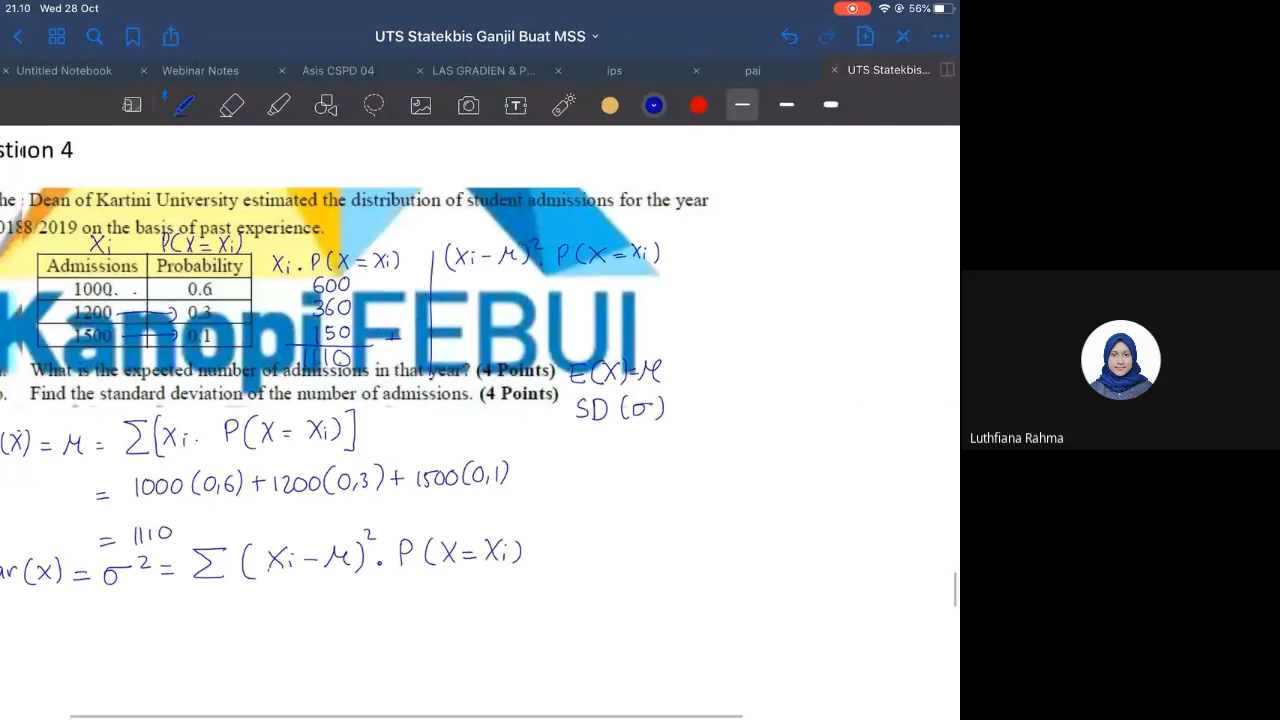 21.10 Wed 28 Oct
56%
UTS Statekbis Ganjil Buat MSS
Untitled Notebook
Webinar Notes
Asis CSPD 04
LAS GRADIEN & P...
ips
pai
UTS Statekbis...
stion 4
he Dean of Kartini University estimated the distribution of student admissions for the year
0188/2019 on the basis of past experience.
Xi P(X = Xi)
Admissions Probability Xi . P(X = Xi) (Xi - μ)² . P(X = Xi)
1000 0.6 600
1200 0.3 360
1500 0.1 150 +
1110
What is the expected number of admissions in that year? (4 Points) E(X) = μ
Find the standard deviation of the number of admissions. (4 Points) SD (σ)
Kanopi FEBUI
(X) = μ = Σ [Xi . P(X = Xi)]
= 1000 (0,6) + 1200 (0,3) + 1500 (0,1)
= 1110
ar (X) = σ² = Σ (Xi - μ)² . P(X = Xi)
Luthfiana Rahma